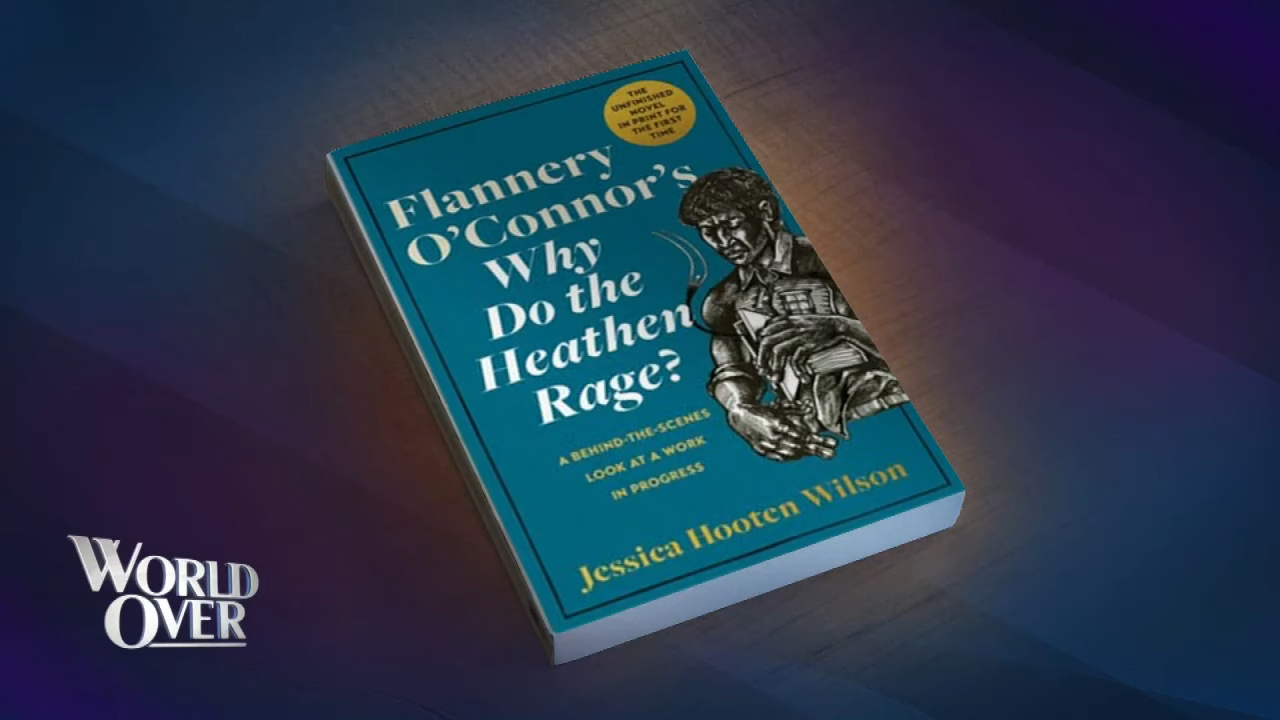 THE
UNFINISHED
NOVEL
IN PRINT FOR
THE FIRST
TIME
Flannery
O'Connor's
Why
Do the
Heathen
Rage?
A BEHIND-THE-SCENES
LOOK AT A WORK
IN PROGRESS
Jessica Hooten Wilson
WORLD
OVER